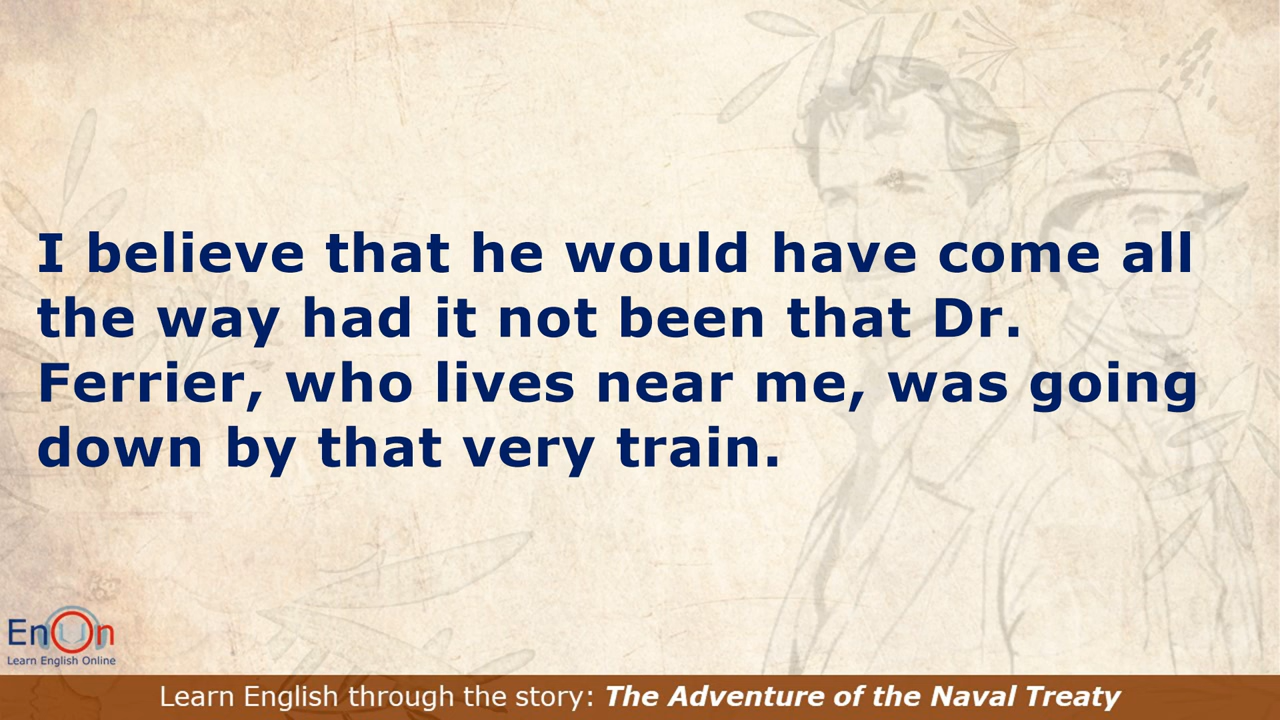 I believe that he would have come all
the way had it not been that Dr.
Ferrier, who lives near me, was going
down by that very train.
EnOn
Learn English Online
Learn English through the story: The Adventure of the Naval Treaty